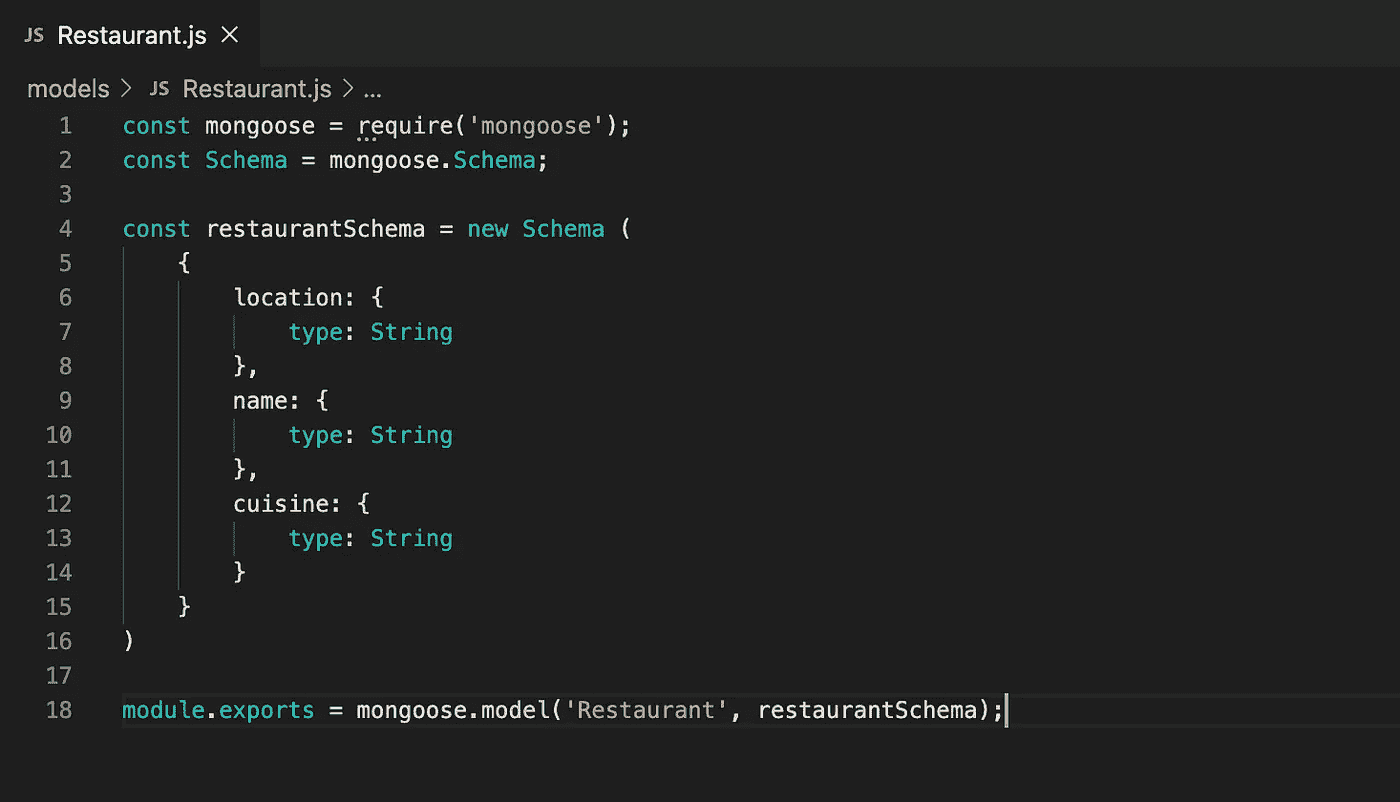 JS Restaurant.js ×
models > JS Restaurant.js > ...
1 const mongoose = require('mongoose');
2 const Schema = mongoose.Schema;
3
4 const restaurantSchema = new Schema (
5     {
6         location: {
7             type: String
8         },
9         name: {
10             type: String
11         },
12         cuisine: {
13             type: String
14         }
15     }
16 )
17
18 module.exports = mongoose.model('Restaurant', restaurantSchema);